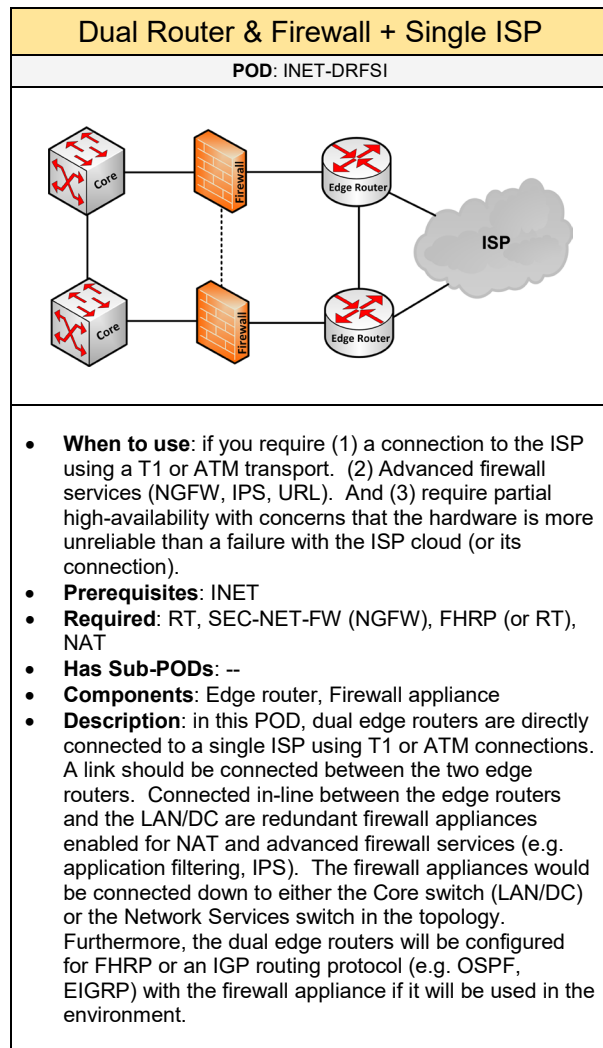 Dual Router & Firewall + Single ISP
POD: INET-DRFSI
Core
Firewall
Edge Router
ISP
Core
Firewall
Edge Router
• When to use: if you require (1) a connection to the ISP
using a T1 or ATM transport. (2) Advanced firewall
services (NGFW, IPS, URL). And (3) require partial
high-availability with concerns that the hardware is more
unreliable than a failure with the ISP cloud (or its
connection).
• Prerequisites: INET
• Required: RT, SEC-NET-FW (NGFW), FHRP (or RT),
NAT
• Has Sub-PODs: --
• Components: Edge router, Firewall appliance
• Description: in this POD, dual edge routers are directly
connected to a single ISP using T1 or ATM connections.
A link should be connected between the two edge
routers. Connected in-line between the edge routers
and the LAN/DC are redundant firewall appliances
enabled for NAT and advanced firewall services (e.g.
application filtering, IPS). The firewall appliances would
be connected down to either the Core switch (LAN/DC)
or the Network Services switch in the topology.
Furthermore, the dual edge routers will be configured
for FHRP or an IGP routing protocol (e.g. OSPF,
EIGRP) with the firewall appliance if it will be used in the
environment.